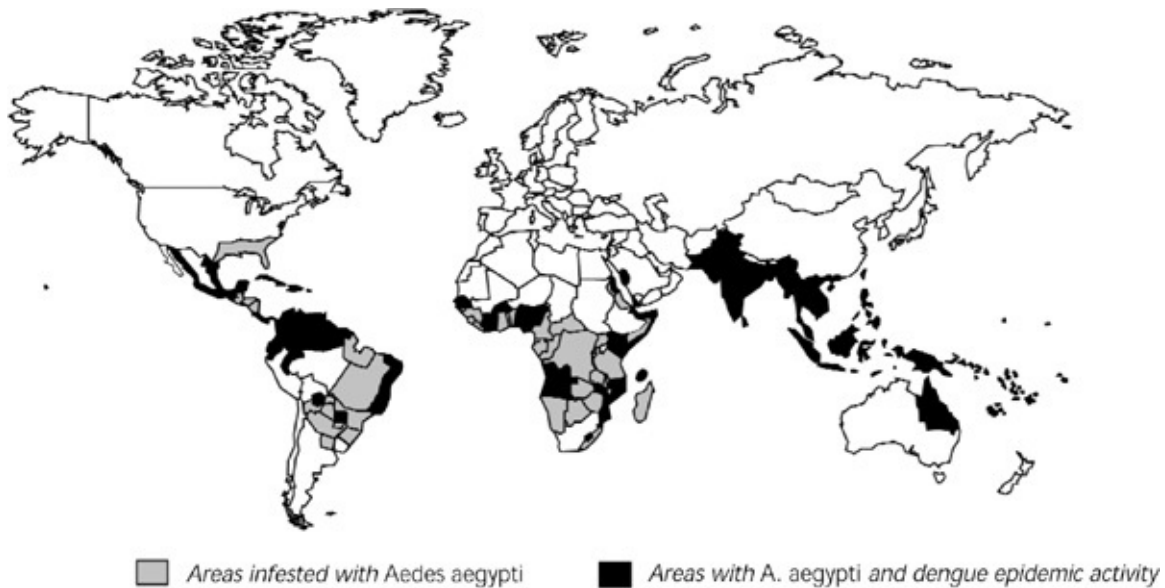 Areas infested with Aedes aegypti
Areas with A. aegypti and dengue epidemic activity